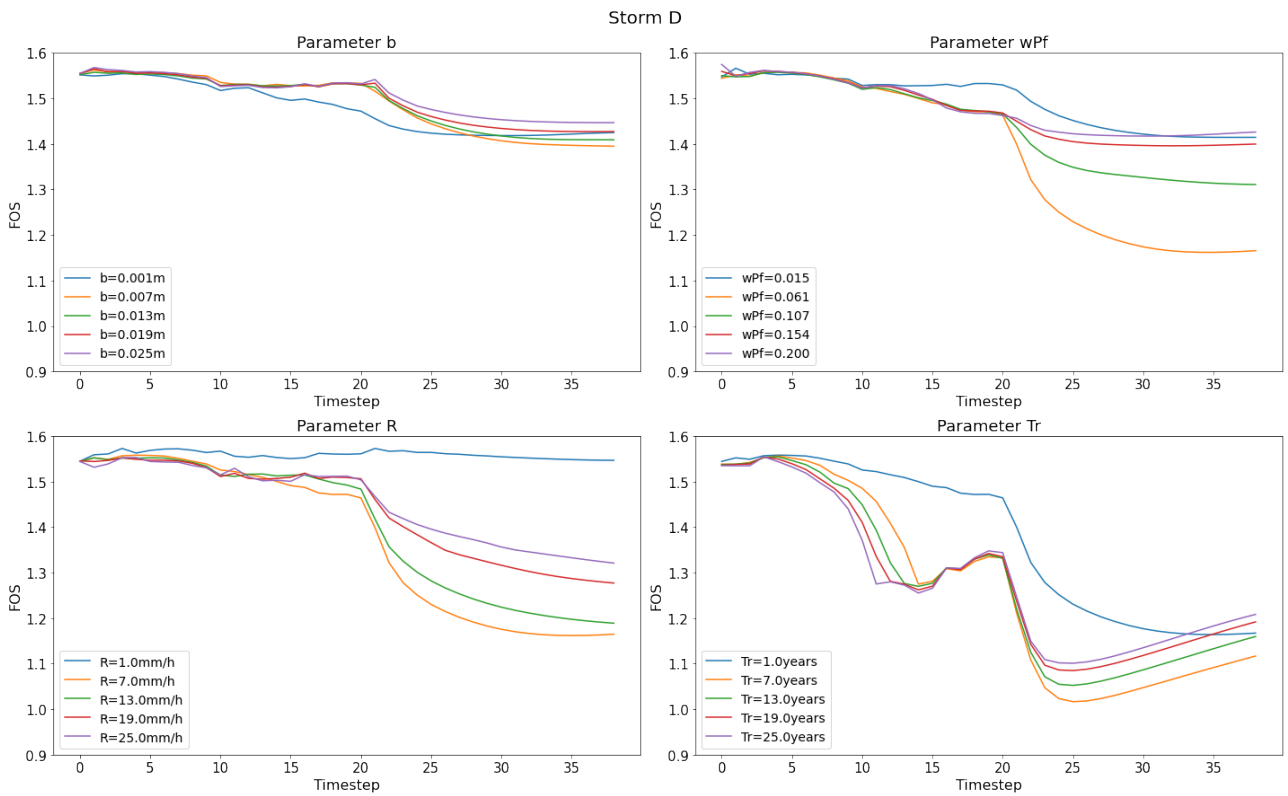 Storm D
Parameter b
1.6
1.5
1.4
1.3
1.2
1.1
1.0
0.9
FOS
b=0.001m
b=0.007m
b=0.013m
b=0.019m
b=0.025m
0 5 10 15 20 25 30 35
Timestep
Parameter wPf
1.6
1.5
1.4
1.3
1.2
1.1
1.0
0.9
FOS
wPf=0.015
wPf=0.061
wPf=0.107
wPf=0.154
wPf=0.200
0 5 10 15 20 25 30 35
Timestep
Parameter R
1.6
1.5
1.4
1.3
1.2
1.1
1.0
0.9
FOS
R=1.0mm/h
R=7.0mm/h
R=13.0mm/h
R=19.0mm/h
R=25.0mm/h
0 5 10 15 20 25 30 35
Timestep
Parameter Tr
1.6
1.5
1.4
1.3
1.2
1.1
1.0
0.9
FOS
Tr=1.0years
Tr=7.0years
Tr=13.0years
Tr=19.0years
Tr=25.0years
0 5 10 15 20 25 30 35
Timestep